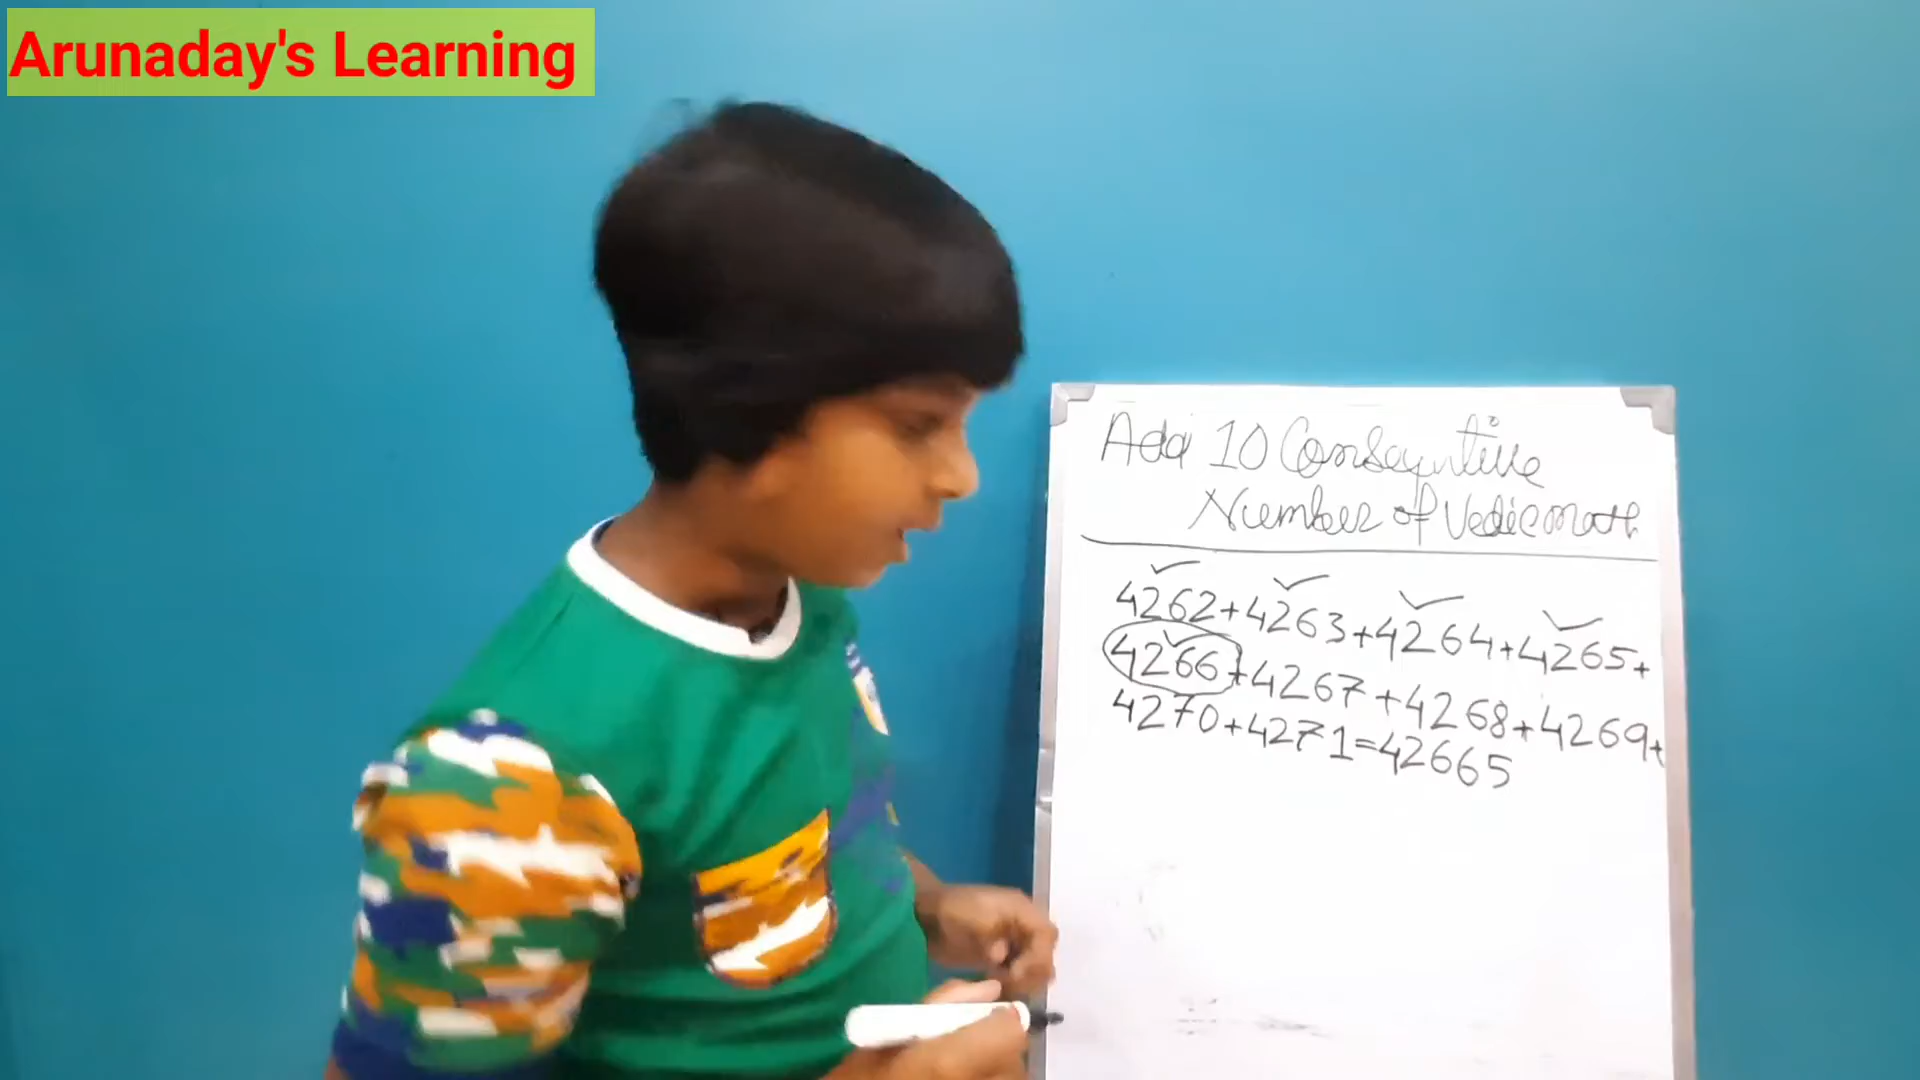 Arunaday's Learning
Add 10 Consecutive
Number of Vedic math
4262+4263+4264+4265+
4266+4267+4268+4269+
4270+4271=42665